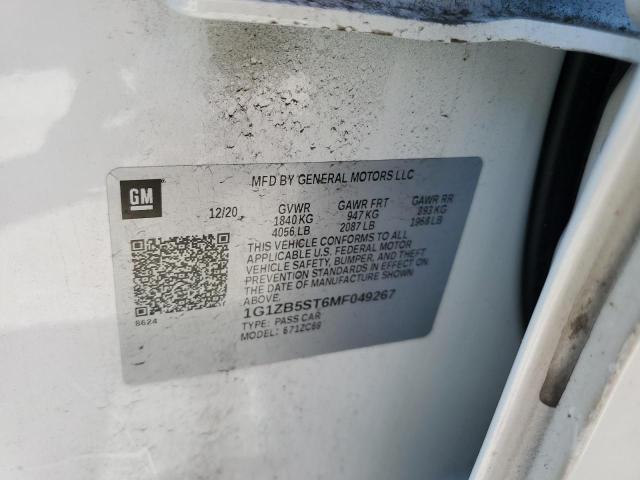 MFD BY GENERAL MOTORS LLC
GM
12/20 GVWR GAWR FRT GAWR RR
1840 KG 947 KG 893 KG
4056 LB 2087 LB 1968 LB
THIS VEHICLE CONFORMS TO ALL
APPLICABLE U.S. FEDERAL MOTOR
VEHICLE SAFETY, BUMPER, AND THEFT
PREVENTION STANDARDS IN EFFECT ON
THE DATE OF MANUFACTURE SHOWN
ABOVE.
1G1ZB5ST6MF049267
8624
TYPE: PASS CAR
MODEL: 671ZC69